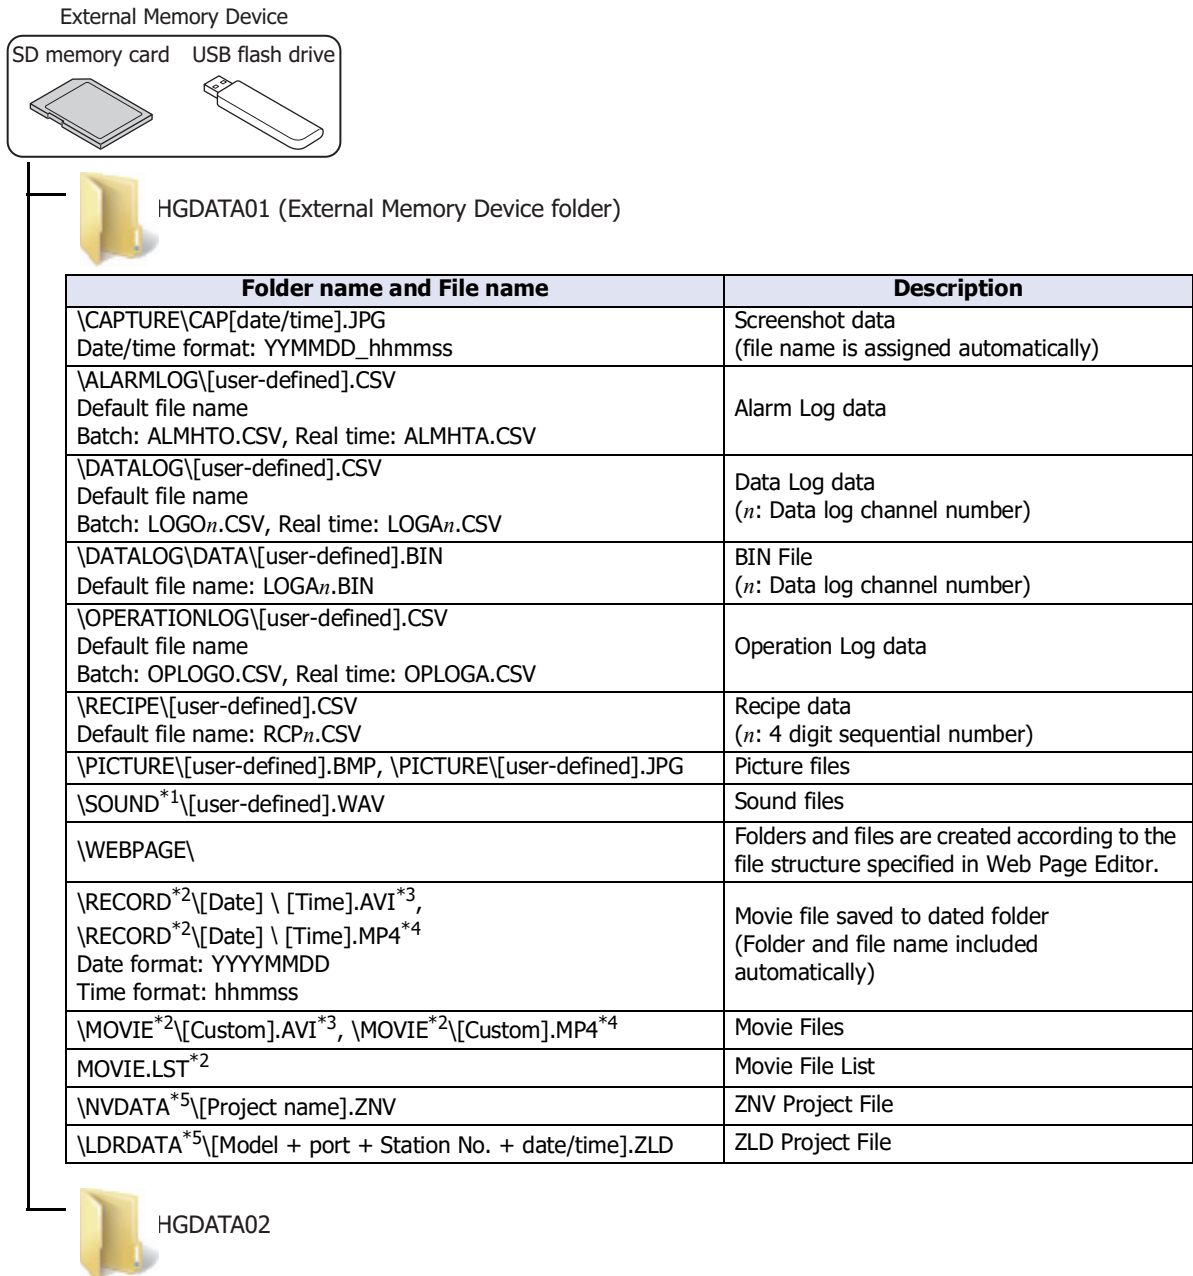 External Memory Device
SD memory card USB flash drive
HGDATA01 (External Memory Device folder)
Folder name and File name Description
\CAPTURE\CAP[date/time].JPG
Date/time format: YYMMDD_hhmmss
Screenshot data
(file name is assigned automatically)
\ALARMLOG\[user-defined].CSV
Default file name
Batch: ALMHTO.CSV, Real time: ALMHTA.CSV
Alarm Log data
\DATALOG\[user-defined].CSV
Default file name
Batch: LOGOn.CSV, Real time: LOGAn.CSV
Data Log data
(n: Data log channel number)
\DATALOG\DATA\[user-defined].BIN
Default file name: LOGAn.BIN
BIN File
(n: Data log channel number)
\OPERATIONLOG\[user-defined].CSV
Default file name
Batch: OPLOGO.CSV, Real time: OPLOGA.CSV
Operation Log data
\RECIPE\[user-defined].CSV
Default file name: RCPn.CSV
Recipe data
(n: 4 digit sequential number)
\PICTURE\[user-defined].BMP, \PICTURE\[user-defined].JPG
Picture files
\SOUND*1\[user-defined].WAV
Sound files
\WEBPAGE\
Folders and files are created according to the
file structure specified in Web Page Editor.
\RECORD*2\[Date] \ [Time].AVI*3,
\RECORD*2\[Date] \ [Time].MP4*4
Date format: YYYYMMDD
Time format: hhmmss
Movie file saved to dated folder
(Folder and file name included
automatically)
\MOVIE*2\[Custom].AVI*3, \MOVIE*2\[Custom].MP4*4
Movie Files
MOVIE.LST*2
Movie File List
\NVDATA*5\[Project name].ZNV
ZNV Project File
\LDRDATA*5\[Model + port + Station No. + date/time].ZLD
ZLD Project File
HGDATA02